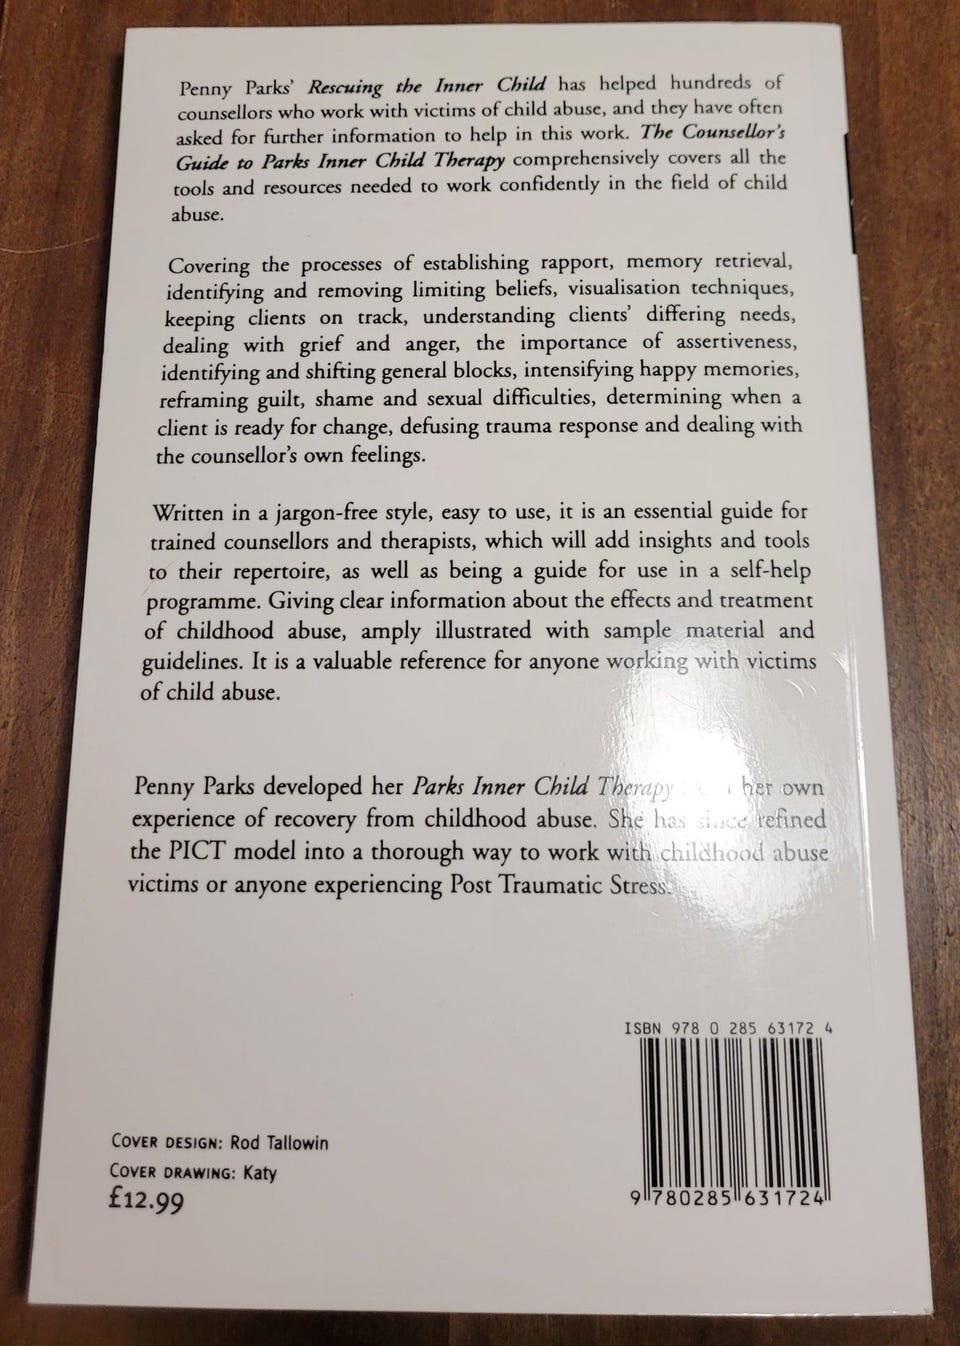 Penny Parks' Rescuing the Inner Child has helped hundreds of
counsellors who work with victims of child abuse, and they have often
asked for further information to help in this work. The Counsellor's
Guide to Parks Inner Child Therapy comprehensively covers all the
tools and resources needed to work confidently in the field of child
abuse.
Covering the processes of establishing rapport, memory retrieval,
identifying and removing limiting beliefs, visualisation techniques,
keeping clients on track, understanding clients' differing needs,
dealing with grief and anger, the importance of assertiveness,
identifying and shifting general blocks, intensifying happy memories,
reframing guilt, shame and sexual difficulties, determining when a
client is ready for change, defusing trauma response and dealing with
the counsellor's own feelings.
Written in a jargon-free style, easy to use, it is an essential guide for
trained counsellors and therapists, which will add insights and tools
to their repertoire, as well as being a guide for use in a self-help
programme. Giving clear information about the effects and treatment
of childhood abuse, amply illustrated with sample material and
guidelines. It is a valuable reference for anyone working with victims
of child abuse.
Penny Parks developed her Parks Inner Child Therapy her own
experience of recovery from childhood abuse. She has since refined
the PICT model into a thorough way to work with childhood abuse
victims or anyone experiencing Post Traumatic Stress.
ISBN 978 0 285 63172 4
9 780285 631724
COVER DESIGN: Rod Tallowin
COVER DRAWING: Katy
£12.99